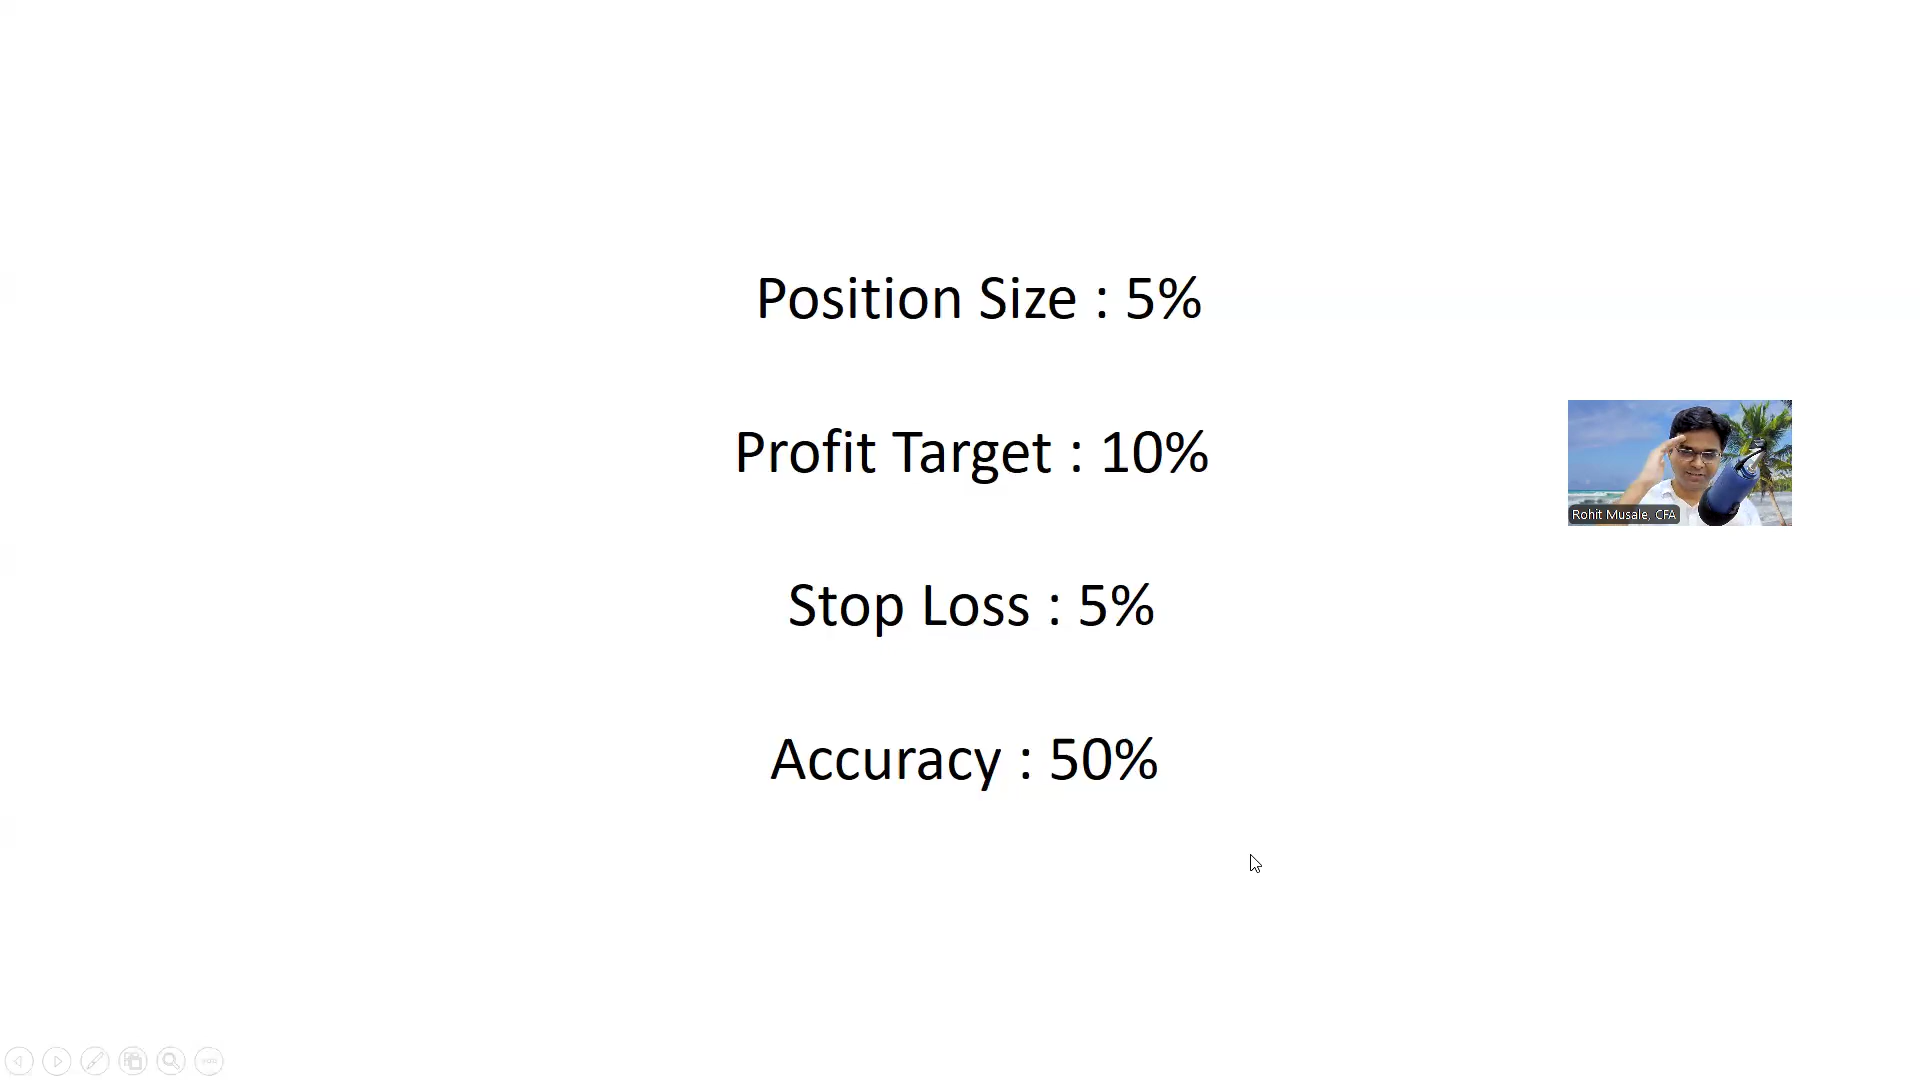 Position Size : 5%
Profit Target : 10%
Rohit Musale, CFA
Stop Loss : 5%
Accuracy : 50%